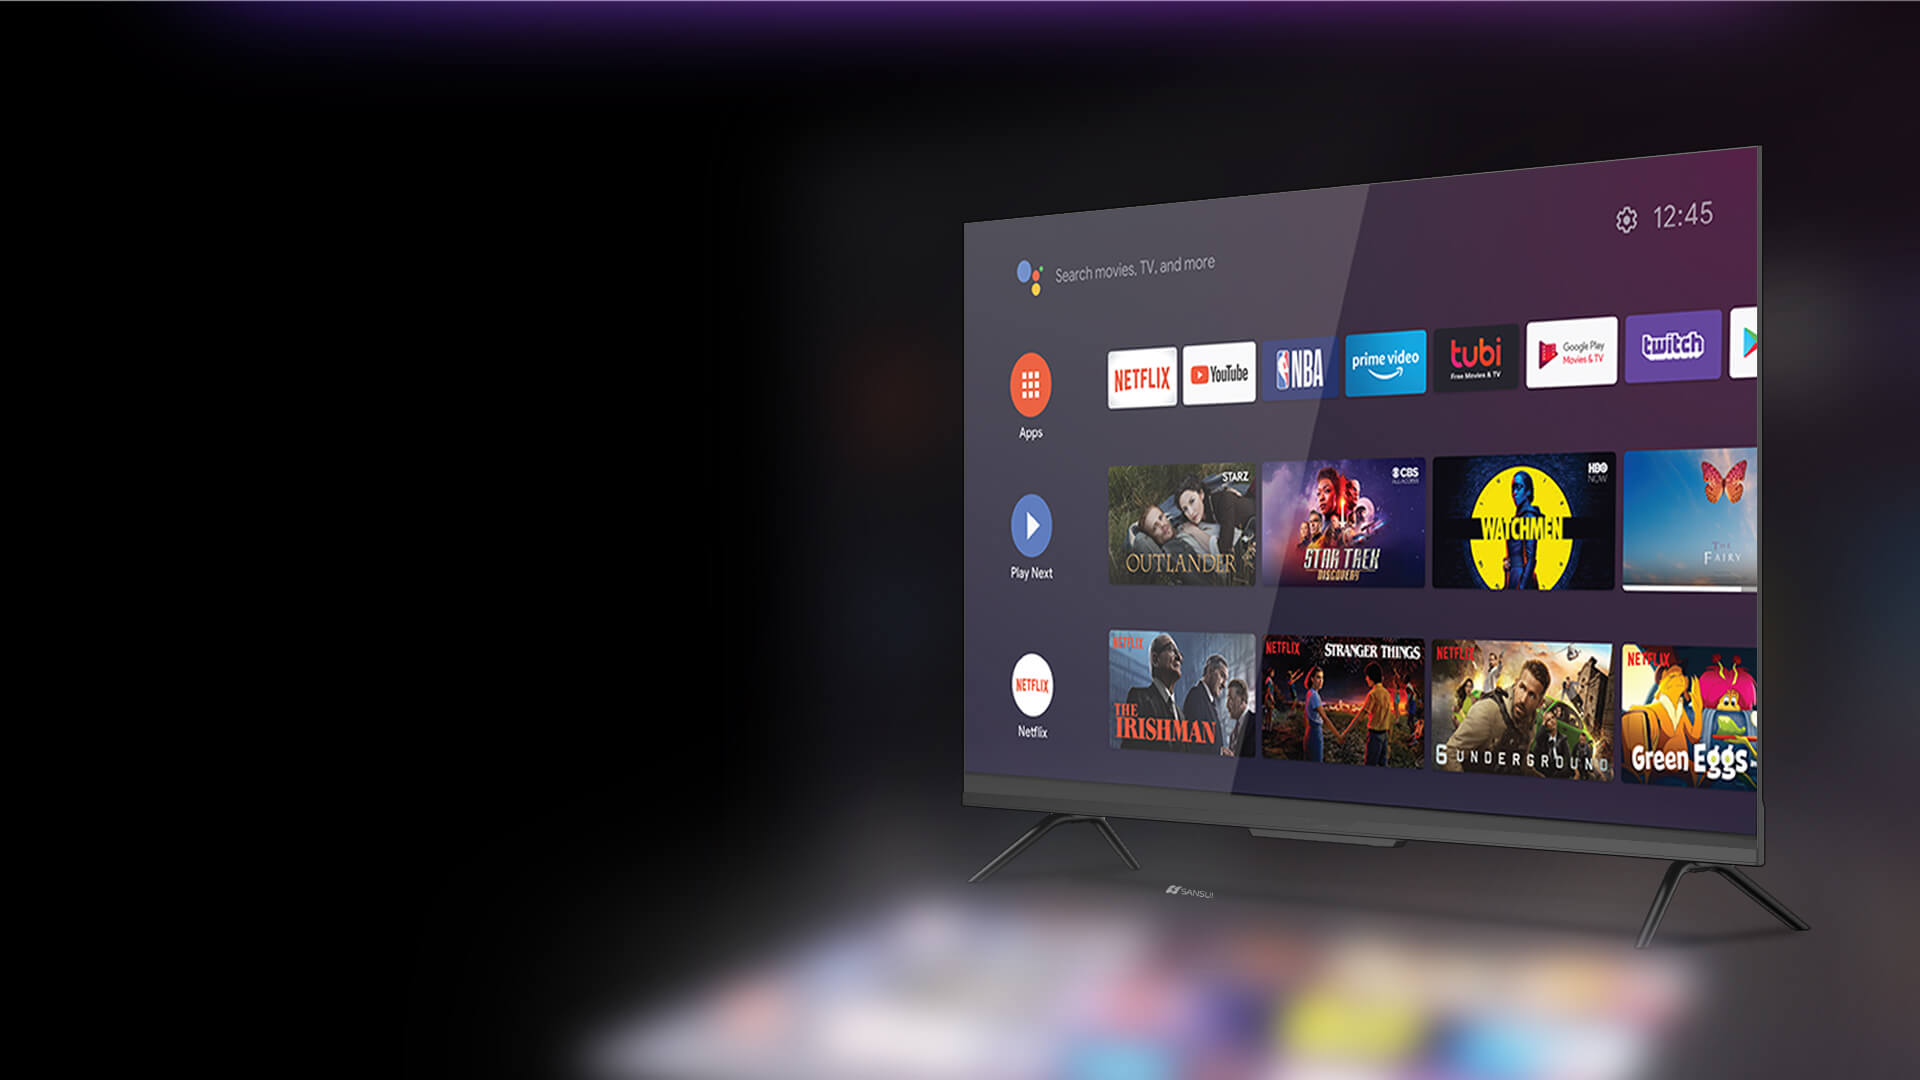 12:45
Search movies, TV, and more
NETFLIX
YouTube
NBA
prime video
tubi
Free Movies & TV
Google Play
Movies & TV
twitch
Apps
STARZ
OUTLANDER
CBS
ALL ACCESS
STAR TREK
DISCOVERY
HBO
NOW
WATCHMEN
THE
FAIRY
Play Next
NETFLIX
THE
IRISHMAN
NETFLIX
STRANGER THINGS
NETFLIX
6 UNDERGROUND
NETFLIX
Green Eggs
NETFLIX
Netflix
SANSUI